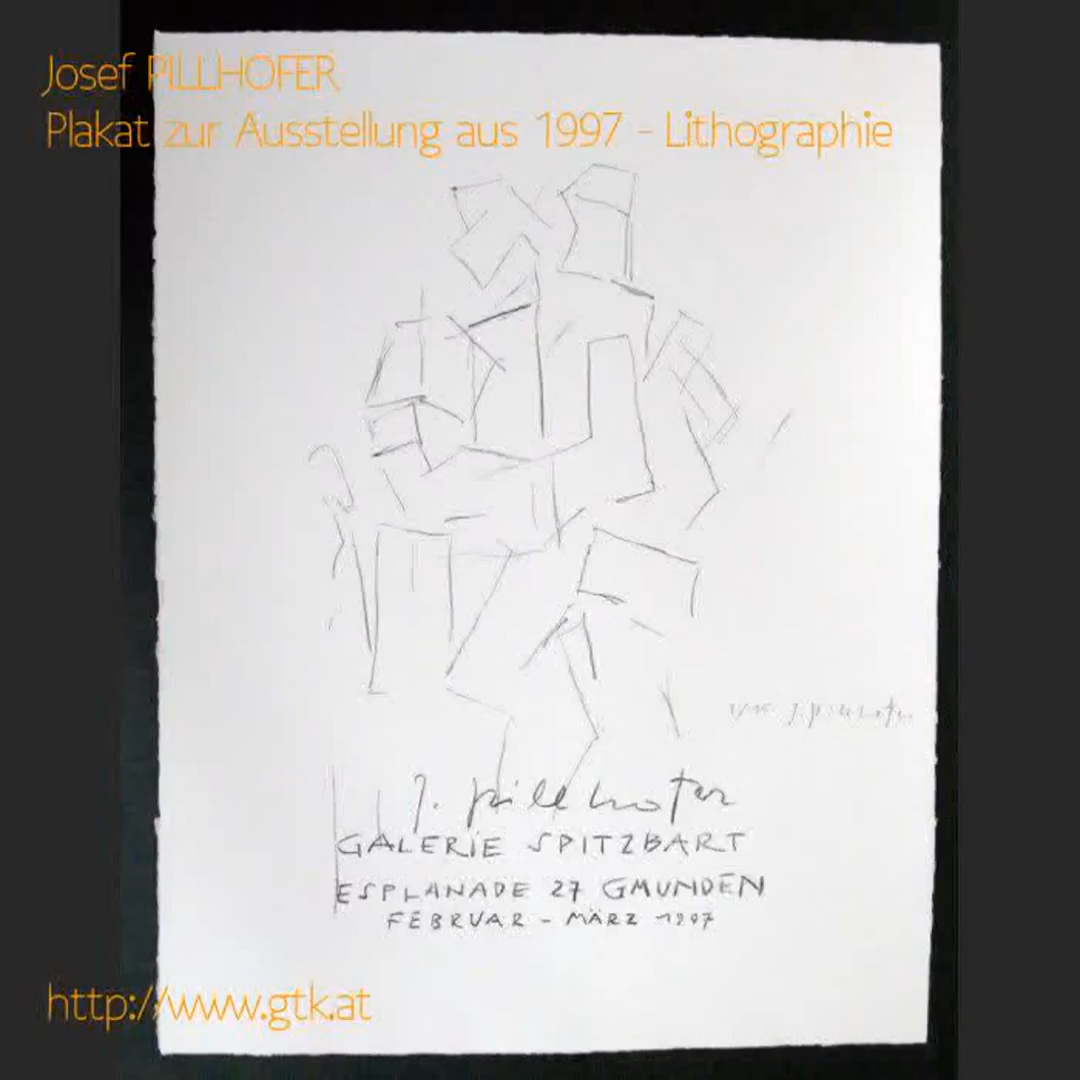 Josef PILLHOFER
Plakat zur Ausstellung aus 1997 - Lithographie
J. Pillhofer
J. pillhofer
GALERIE SPITZBART
ESPLANADE 27 GMUNDEN
FEBRUAR - MÄRZ 1997
http://www.gtk.at